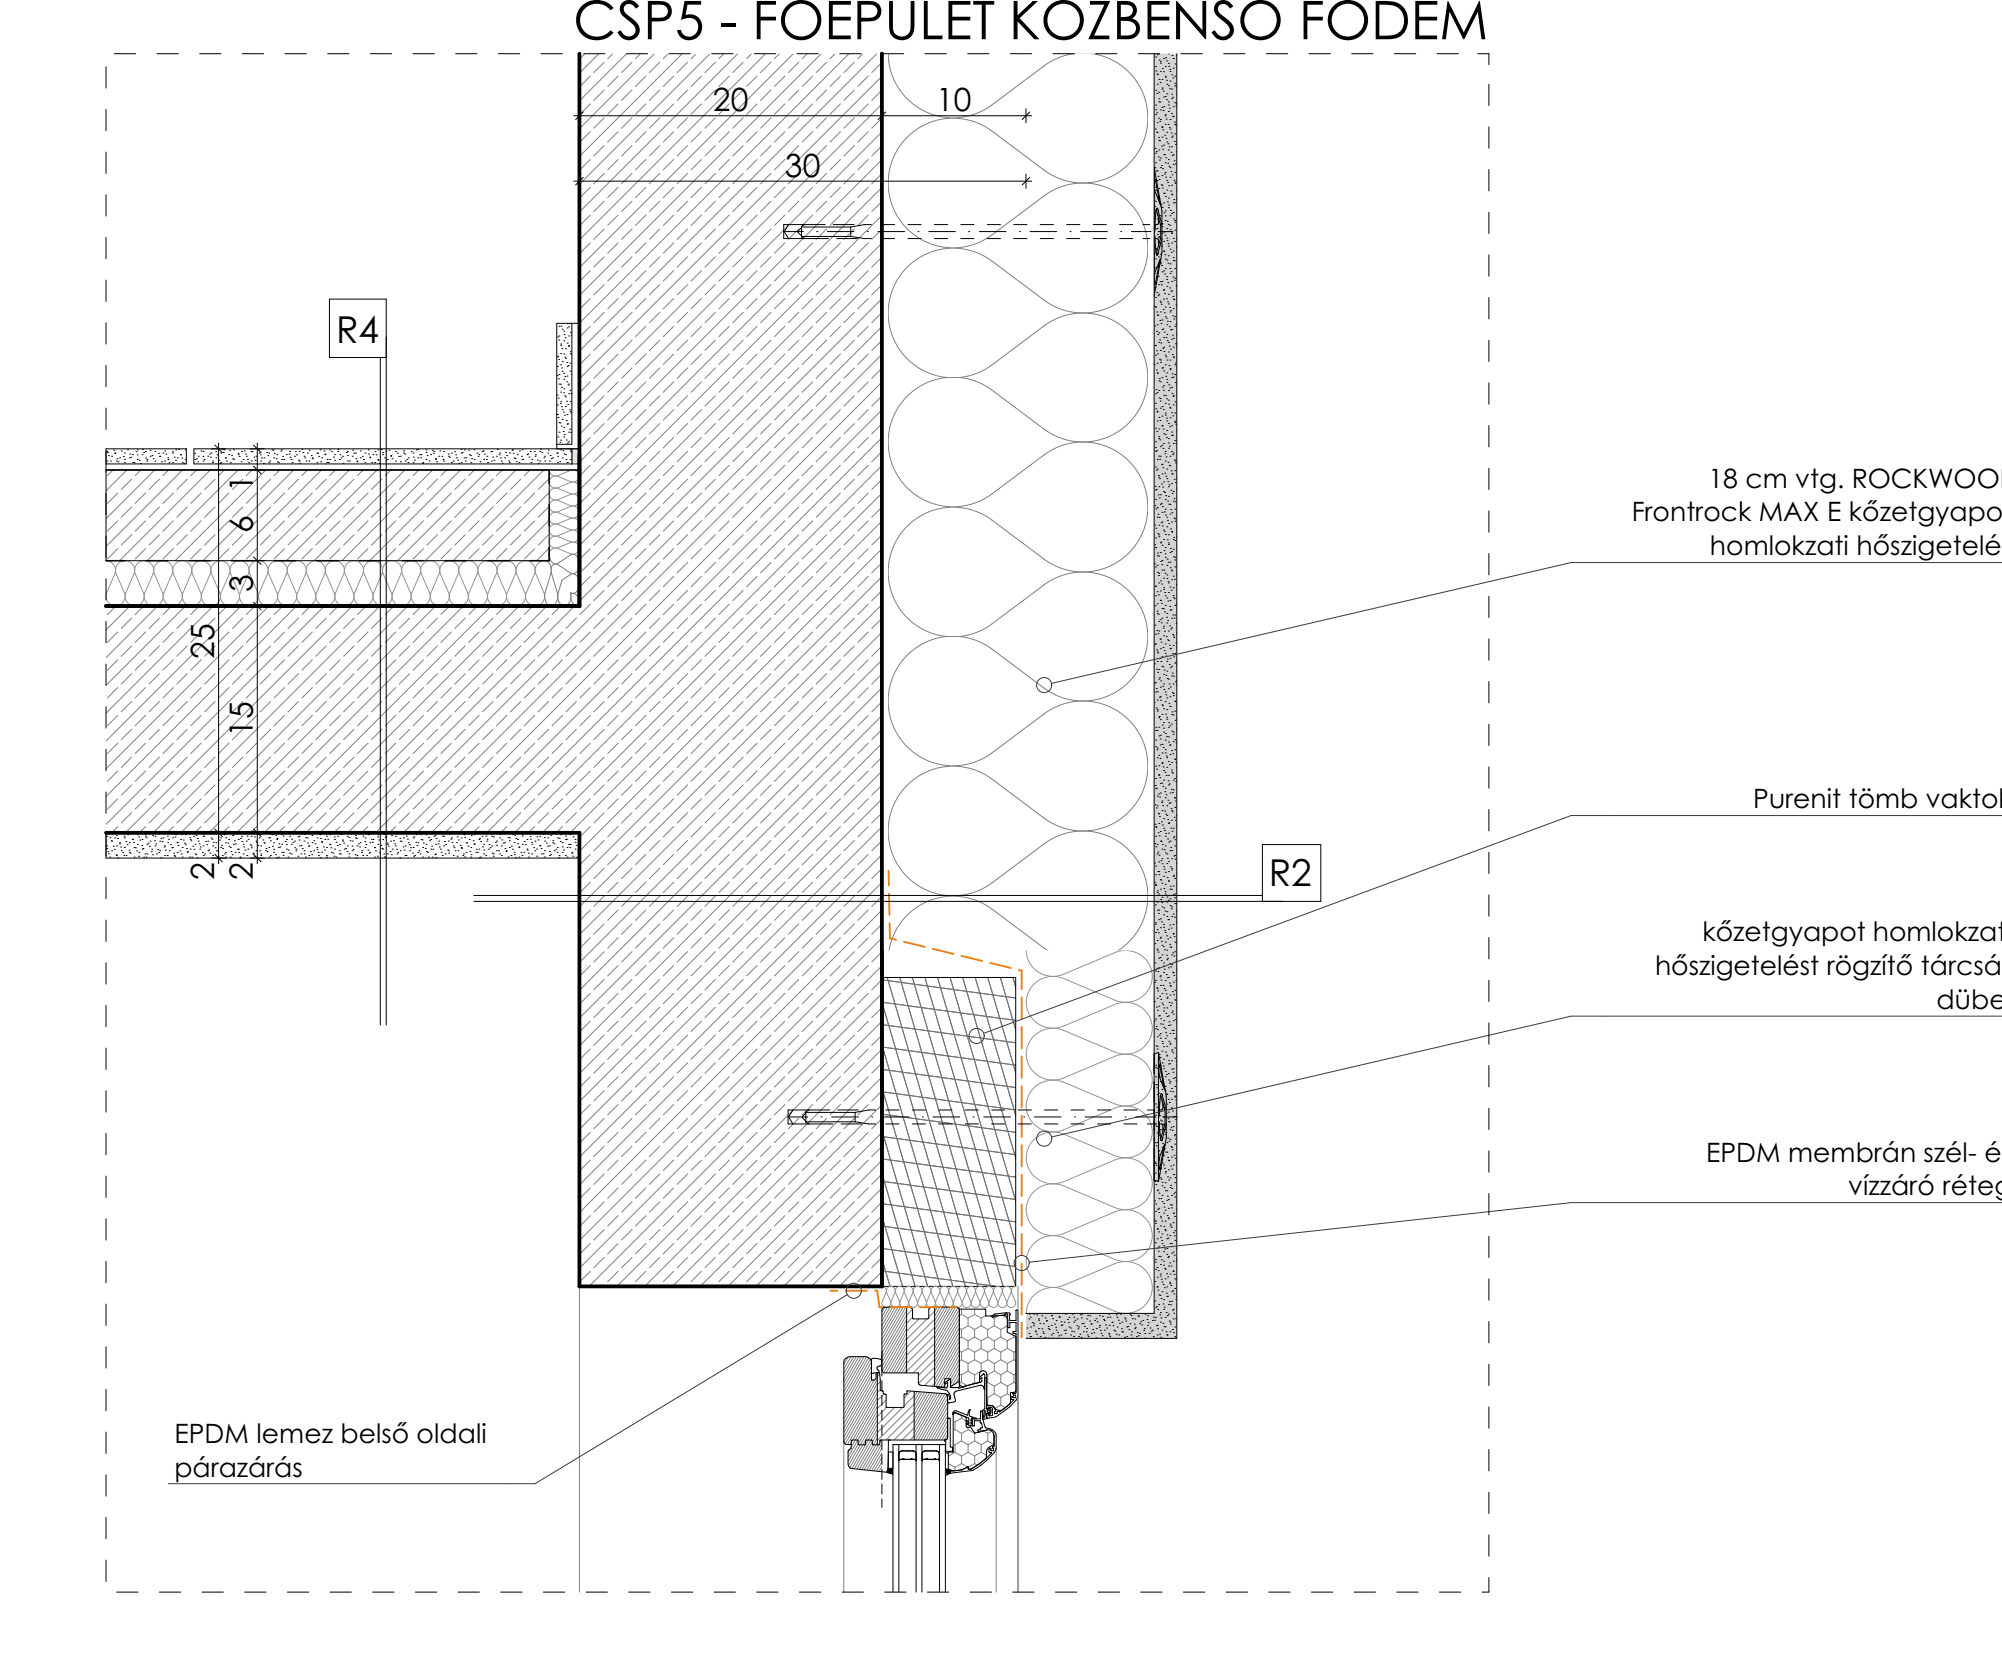 CSP5 - FŐÉPÜLET KÖZBENSŐ FÖDÉM
20
10
30
R4
1
6
3
25
15
2
2
R2
18 cm vtg. ROCKWOOL
Frontrock MAX E kőzetgyapo
homlokzati hőszigetelé
Purenit tömb vaktok
kőzetgyapot homlokzat
hőszigetelést rögzítő tárcsá
dübe
EPDM membrán szél- é
vízzáró réteg
EPDM lemez belső oldali
párazárás